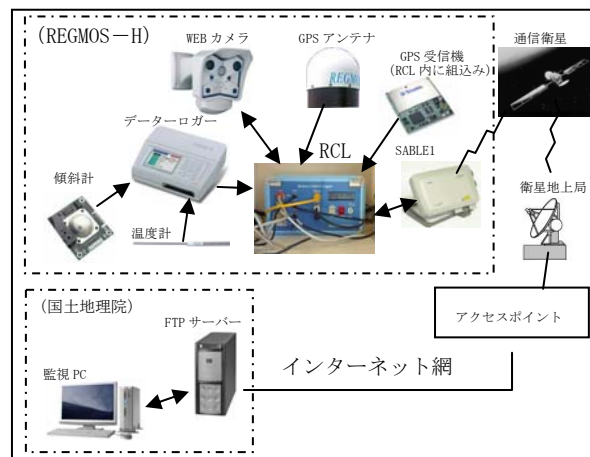 (REGMOS－H)
WEB カメラ
GPS アンテナ
GPS 受信機
(RCL 内に組込み)
通信衛星
REGMOS
データーロガー
RCL
SABLE1
傾斜計
温度計
衛星地上局
アクセスポイント
(国土地理院)
FTP サーバー
監視 PC
インターネット網